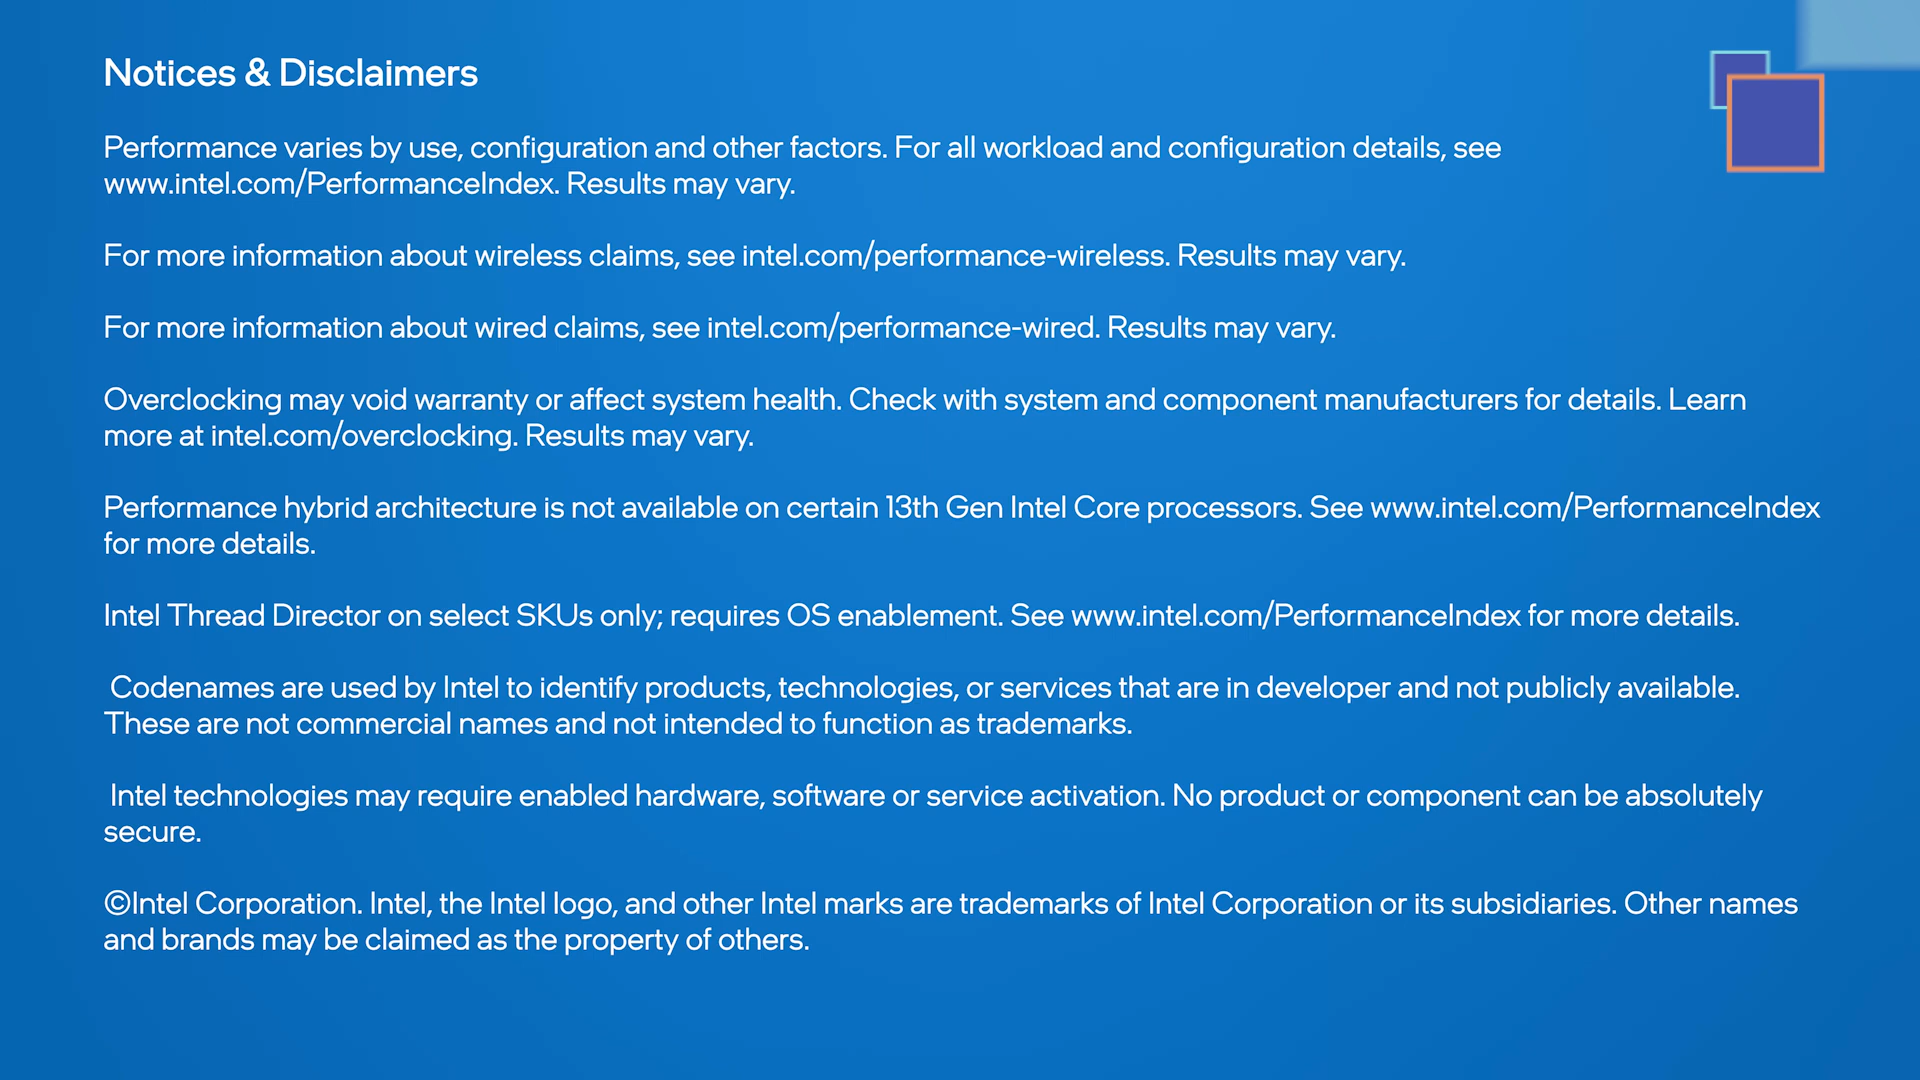 Notices & Disclaimers
Performance varies by use, configuration and other factors. For all workload and configuration details, see
www.intel.com/PerformanceIndex. Results may vary.
For more information about wireless claims, see intel.com/performance-wireless. Results may vary.
For more information about wired claims, see intel.com/performance-wired. Results may vary.
Overclocking may void warranty or affect system health. Check with system and component manufacturers for details. Learn
more at intel.com/overclocking. Results may vary.
Performance hybrid architecture is not available on certain 13th Gen Intel Core processors. See www.intel.com/PerformanceIndex
for more details.
Intel Thread Director on select SKUs only; requires OS enablement. See www.intel.com/PerformanceIndex for more details.
Codenames are used by Intel to identify products, technologies, or services that are in developer and not publicly available.
These are not commercial names and not intended to function as trademarks.
Intel technologies may require enabled hardware, software or service activation. No product or component can be absolutely
secure.
©Intel Corporation. Intel, the Intel logo, and other Intel marks are trademarks of Intel Corporation or its subsidiaries. Other names
and brands may be claimed as the property of others.